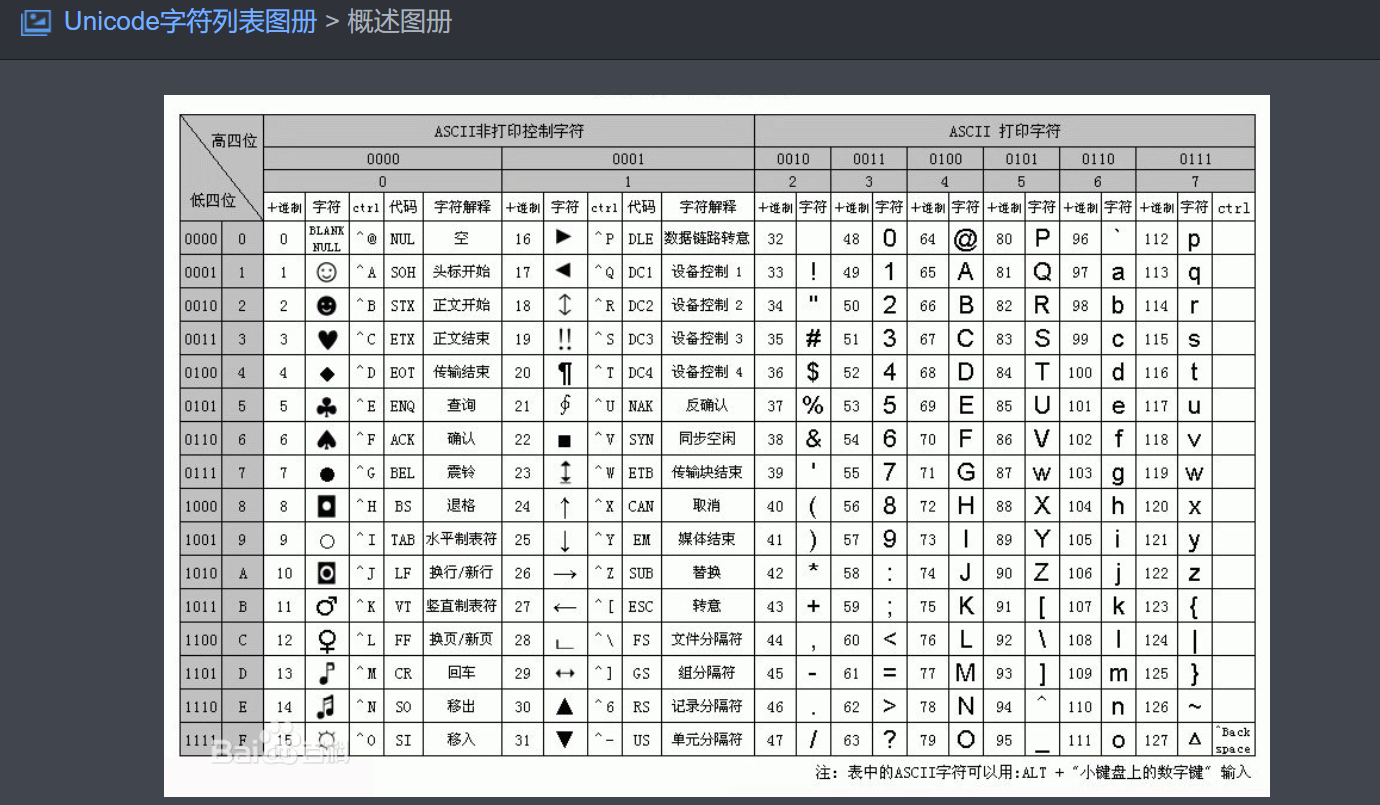 Unicode字符列表图册 > 概述图册
高四位 ASCII非打印控制字符 ASCII 打印字符
0000 0001 0010 0011 0100 0101 0110 0111
低四位 0 1 2 3 4 5 6 7
十进制 字符 ctrl 代码 字符解释 十进制 字符 ctrl 代码 字符解释 十进制 字符 十进制 字符 十进制 字符 十进制 字符 十进制 字符 十进制 字符 ctrl
0000 0 0 BLANK NULL ^@ NUL 空 16 ► ^P DLE 数据链路转意 32 48 0 64 @ 80 P 96 ` 112 p
0001 1 1 ☺ ^A SOH 头标开始 17 ◄ ^Q DC1 设备控制 1 33 ! 49 1 65 A 81 Q 97 a 113 q
0010 2 2 ☻ ^B STX 正文开始 18 ↕ ^R DC2 设备控制 2 34 " 50 2 66 B 82 R 98 b 114 r
0011 3 3 ♥ ^C ETX 正文结束 19 ‼ ^S DC3 设备控制 3 35 # 51 3 67 C 83 S 99 c 115 s
0100 4 4 ◆ ^D EOT 传输结束 20 ¶ ^T DC4 设备控制 4 36 $ 52 4 68 D 84 T 100 d 116 t
0101 5 5 ♣ ^E ENQ 查询 21 ∮ ^U NAK 反确认 37 % 53 5 69 E 85 U 101 e 117 u
0110 6 6 ♠ ^F ACK 确认 22 ■ ^V SYN 同步空闲 38 & 54 6 70 F 86 V 102 f 118 v
0111 7 7 ● ^G BEL 震铃 23 ↨ ^W ETB 传输块结束 39 ' 55 7 71 G 87 w 103 g 119 w
1000 8 8 ◘ ^H BS 退格 24 ↑ ^X CAN 取消 40 ( 56 8 72 H 88 X 104 h 120 x
1001 9 9 ○ ^I TAB 水平制表符 25 ↓ ^Y EM 媒体结束 41 ) 57 9 73 I 89 Y 105 i 121 y
1010 A 10 ◙ ^J LF 换行/新行 26 → ^Z SUB 替换 42 * 58 : 74 J 90 Z 106 j 122 z
1011 B 11 ♂ ^K VT 竖直制表符 27 ← ^[ ESC 转意 43 + 59 ; 75 K 91 [ 107 k 123 {
1100 C 12 ♀ ^L FF 换页/新页 28 ∟ ^\ FS 文件分隔符 44 , 60 < 76 L 92 \ 108 l 124 |
1101 D 13 ♪ ^M CR 回车 29 ↔ ^] GS 组分隔符 45 - 61 = 77 M 93 ] 109 m 125 }
1110 E 14 ♫ ^N SO 移出 30 ▲ ^6 RS 记录分隔符 46 . 62 > 78 N 94 ^ 110 n 126 ~
1111 F 15 ☼ ^O SI 移入 31 ▼ ^- US 单元分隔符 47 / 63 ? 79 O 95 _ 111 o 127 Δ ^Back space
Baidu百科
注: 表中的ASCII字符可以用:ALT + "小键盘上的数字键" 输入